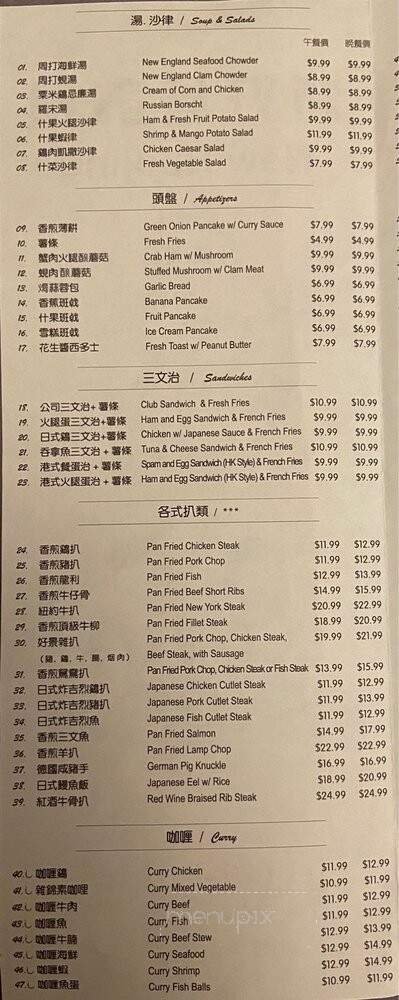 湯. 沙律 / Soup & Salads
午餐價 晚餐價
01. 周打海鮮湯 New England Seafood Chowder $9.99 $9.99
02. 周打蜆湯 New England Clam Chowder $8.99 $8.99
03. 粟米鷄忌廉湯 Cream of Corn and Chicken $8.99 $8.99
04. 羅宋湯 Russian Borscht $8.99 $8.99
05. 什果火腿沙律 Ham & Fresh Fruit Potato Salad $9.99 $9.99
06. 什果蝦律 Shrimp & Mango Potato Salad $11.99 $11.99
07. 鷄肉凱撒沙律 Chicken Caesar Salad $9.99 $9.99
08. 什菜沙律 Fresh Vegetable Salad $7.99 $7.99
頭盤 / Appetizers
09. 香煎薄餅 Green Onion Pancake w/ Curry Sauce $7.99 $7.99
10. 薯條 Fresh Fries $4.99 $4.99
11. 蟹肉火腿釀蘑菇 Crab Ham w/ Mushroom $9.99 $9.99
12. 蜆肉釀蘑菇 Stuffed Mushroom w/ Clam Meat $9.99 $9.99
13. 焗蒜蓉包 Garlic Bread $6.99 $6.99
14. 香蕉班戟 Banana Pancake $6.99 $6.99
15. 什果班戟 Fruit Pancake $6.99 $6.99
16. 雪糕班戟 Ice Cream Pancake $6.99 $6.99
17. 花生醬西多士 Fresh Toast w/ Peanut Butter $7.99 $7.99
三文治 / Sandwiches
18. 公司三文治+ 薯條 Club Sandwich & Fresh Fries $10.99 $10.99
19. 火腿蛋三文治+薯條 Ham and Egg Sandwich & French Fries $9.99 $9.99
20. 日式鷄三文治+薯條 Chicken w/ Japanese Sauce & French Fries $9.99 $9.99
21. 吞拿魚三文治 + 薯條 Tuna & Cheese Sandwich & French Fries $10.99 $10.99
22. 港式餐蛋治 + 薯條 Spam and Egg Sandwich (HK Style) & French Fries $9.99 $9.99
23. 港式火腿蛋治 + 薯條 Ham and Egg Sandwich (HK Style) & French Fries $9.99 $9.99
各式扒類 / ***
24. 香煎鷄扒 Pan Fried Chicken Steak $11.99 $12.99
25. 香煎豬扒 Pan Fried Pork Chop $11.99 $12.99
26. 香煎龍利 Pan Fried Fish $12.99 $13.99
27. 香煎牛仔骨 Pan Fried Beef Short Ribs $14.99 $15.99
28. 紐約牛扒 Pan Fried New York Steak $20.99 $22.99
29. 香煎頂級牛柳 Pan Fried Fillet Steak $18.99 $20.99
30. 好景雜扒 Pan Fried Pork Chop, Chicken Steak, $19.99 $21.99
(豬, 鷄, 牛, 腸, 烟肉) Beef Steak, with Sausage
31. 香煎鴛鴦扒 Pan Fried Pork Chop, Chicken Steak or Fish Steak $13.99 $15.99
32. 日式炸吉烈鷄扒 Japanese Chicken Cutlet Steak $11.99 $12.99
33. 日式炸吉烈豬扒 Japanese Pork Cutlet Steak $11.99 $13.99
34. 日式炸吉烈魚 Japanese Fish Cutlet Steak $11.99 $12.99
35. 香煎三文魚 Pan Fried Salmon $14.99 $17.99
36. 香煎羊扒 Pan Fried Lamp Chop $22.99 $22.99
37. 德國咸豬手 German Pig Knuckle $16.99 $16.99
38. 日式鰻魚飯 Japanese Eel w/ Rice $18.99 $20.99
39. 紅酒牛骨扒 Red Wine Braised Rib Steak $24.99 $24.99
咖喱 / Curry
40. 咖喱鷄 Curry Chicken $11.99 $12.99
41. 雜錦素咖哩 Curry Mixed Vegetable $10.99 $11.99
42. 咖喱牛肉 Curry Beef $11.99 $12.99
43. 咖喱魚 Curry Fish $11.99 $12.99
44. 咖喱牛腩 Curry Beef Stew $12.99 $13.99
45. 咖喱海鮮 Curry Seafood $12.99 $14.99
46. 咖喱蝦 Curry Shrimp $12.99 $14.99
47. 咖喱魚蛋 Curry Fish Balls $10.99 $11.99
menupix